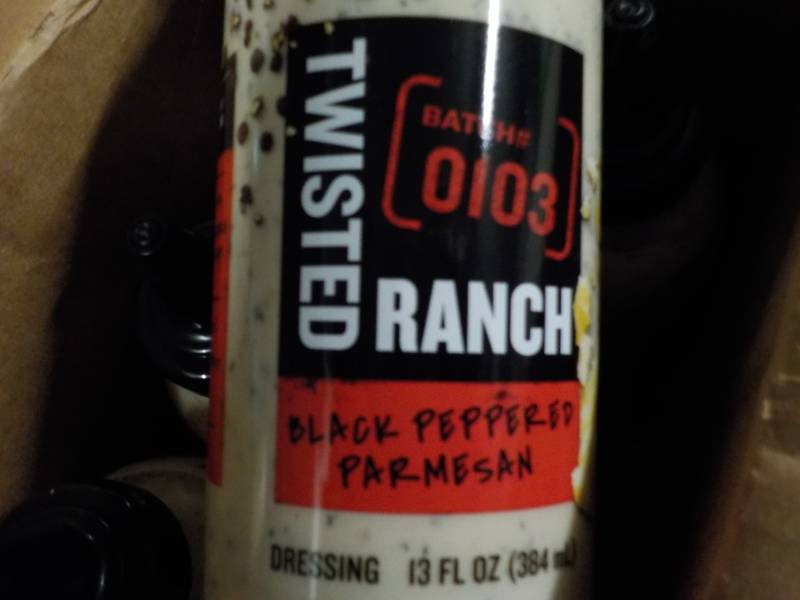 TWISTED
BATCH#
0103
RANCH
BLACK PEPPERED
PARMESAN
DRESSING 13 FL OZ (384 mL)